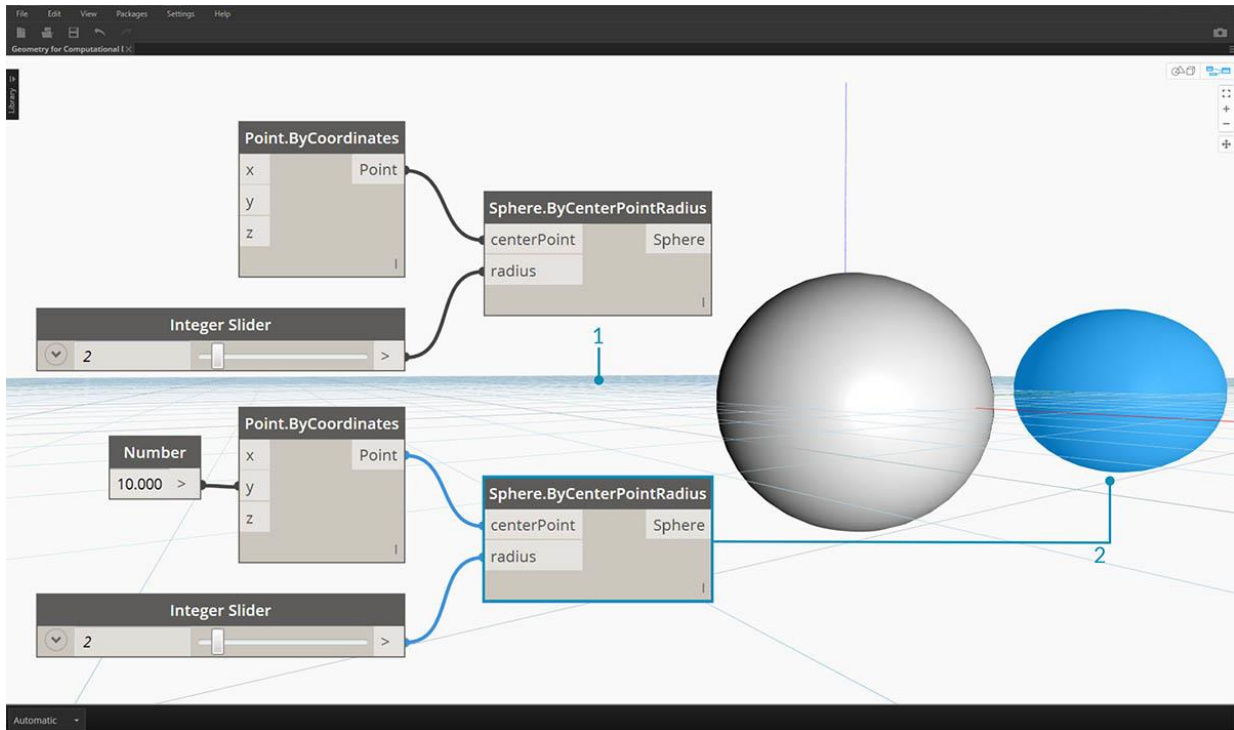 File Edit View Packages Settings Help
Geometry for Computational
Library
Point.ByCoordinates
x Point
y
z
l
Sphere.ByCenterPointRadius
centerPoint Sphere
radius
l
Integer Slider
2 >
1
Point.ByCoordinates
x Point
y
z
l
Number
10.000 >
Sphere.ByCenterPointRadius
centerPoint Sphere
radius
l
2
Integer Slider
2 >
Automatic